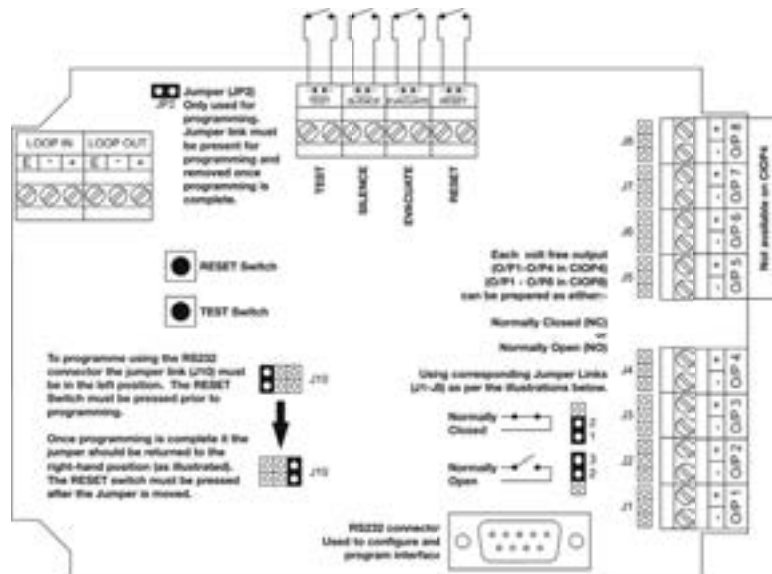 Jumper (JP2)
JP2 Only used for
programming.
Jumper link must
be present for
programming and
removed once
programming is
complete.
TEST SILENCE EVACUATE RESET
TEST
SILENCE
EVACUATE
RESET
LOOP IN LOOP OUT
E - + E - +
RESET Switch
TEST Switch
To programme using the RS232
connector the jumper link (J10) must
be in the left position. The RESET
Switch must be pressed prior to
programming.
J10
Once programming is complete it the
jumper should be returned to the
right-hand position (as illustrated).
The RESET switch must be pressed
after the Jumper is moved.
J10
Each volt free output
(O/P1-O/P4 in CIOP4)
(O/P1 - O/P8 in CIOP8)
can be prepared as either:-
Normally Closed (NC)
or
Normally Open (NO)
Using corresponding Jumper Links
(J1-J8) as per the illustrations below.
Normally
Closed
2
1
Normally
Open
3
2
RS232 connector
Used to configure and
program interface
J8
+ - O/P 8
J7
+ - O/P 7
J6
+ - O/P 6
J5
+ - O/P 5
Not available on CIOP4
J4
+ - O/P 4
J3
+ - O/P 3
J2
+ - O/P 2
J1
+ - O/P 1